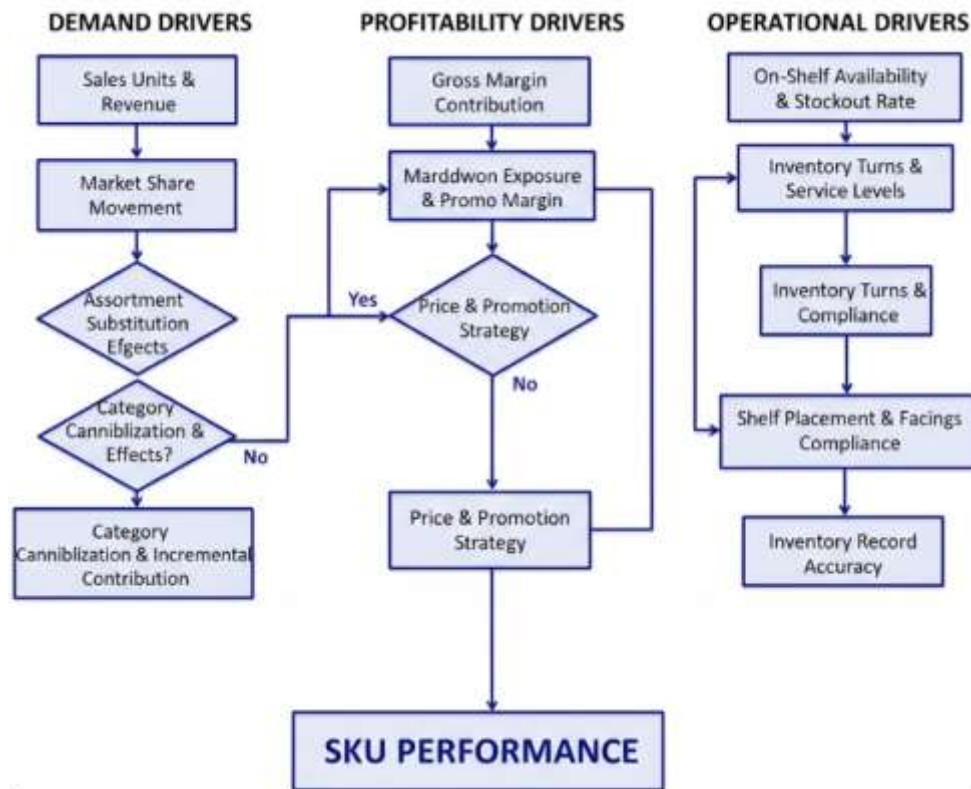 DEMAND DRIVERS
Sales Units &
Revenue
Market Share
Movement
Assortment
Substitution
Efgects
Category
Canniblization &
Effects?
No
Category
Canniblization & Incremental
Contribution
PROFITABILITY DRIVERS
Gross Margin
Contribution
Marddwon Exposure
& Promo Margin
Yes
Price & Promotion
Strategy
No
Price & Promotion
Strategy
OPERATIONAL DRIVERS
On-Shelf Availability
& Stockout Rate
Inventory Turns &
Service Levels
Inventory Turns &
Compliance
Shelf Placement & Facings
Compliance
Inventory Record
Accuracy
SKU PERFORMANCE